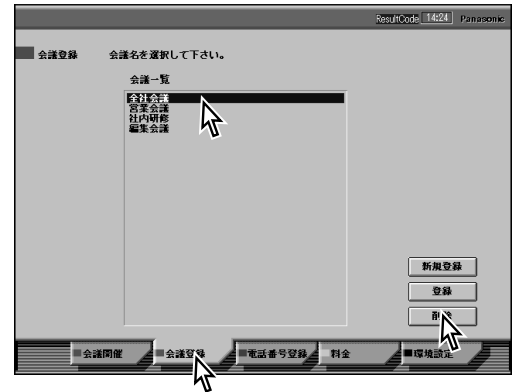 ResultCode 14:24 Panasonic
会議登録 会議名を選択して下さい。
会議一覧
全社会議
営業会議
社内研修
編集会議
新規登録
登録
削除
会議開催 会議登録 電話番号登録 料金 環境設定